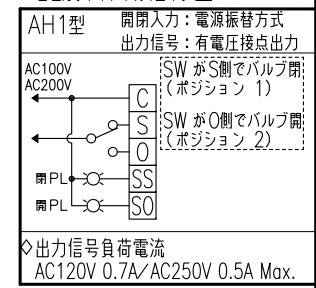 AH1型
開閉入力：電源振替方式
出力信号：有電圧接点出力
AC100V
AC200V
C
S
O
SS
SO
SWがS側でバルブ閉
(ポジション 1)
SWがO側でバルブ開
(ポジション 2)
閉PL
開PL
◇出力信号負荷電流
AC120V 0.7A/AC250V 0.5A Max.